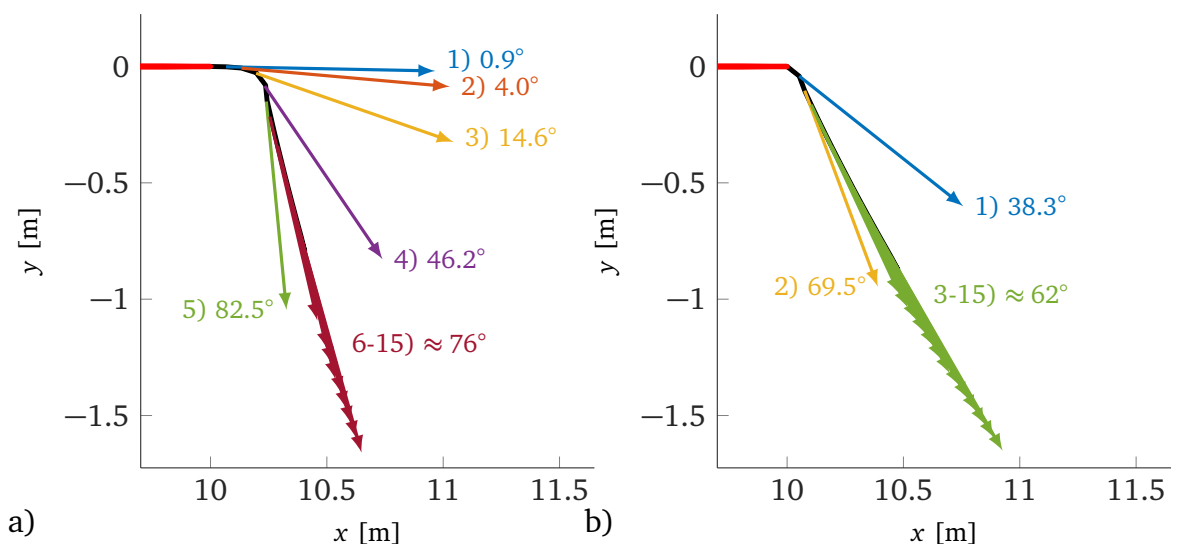 0
−0.5
−1
−1.5
y [m]
1) 0.9°
2) 4.0°
3) 14.6°
4) 46.2°
5) 82.5°
6-15) ≈ 76°
10
10.5
11
11.5
x [m]
a)
0
−0.5
−1
−1.5
y [m]
1) 38.3°
2) 69.5°
3-15) ≈ 62°
10
10.5
11
11.5
x [m]
b)